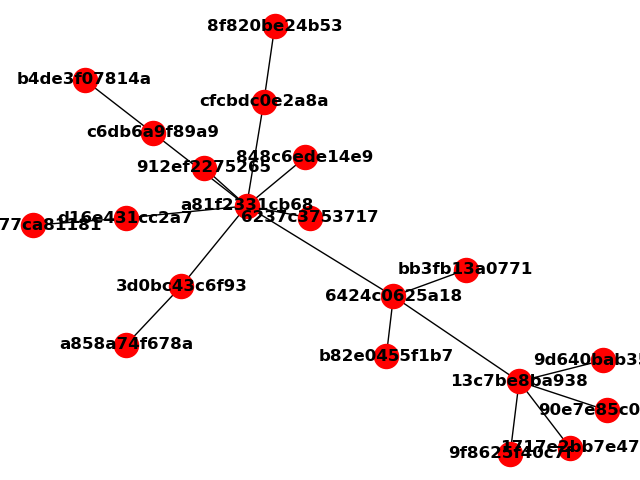 8f820be24b53
b4de3f07814a
cfcbdc0e2a8a
c6db6a9f89a9
848c6ede14e9
912ef2275265
a81f2331cb68
6237c3753717
d16e431cc2a7
77ca81181
bb3fb13a0771
3d0bc43c6f93
6424c0625a18
a858a74f678a
b82e0455f1b7
9d640bab35
13c7be8ba938
90e7e85c0
1717e2bb7e47
9f8625f40c7f